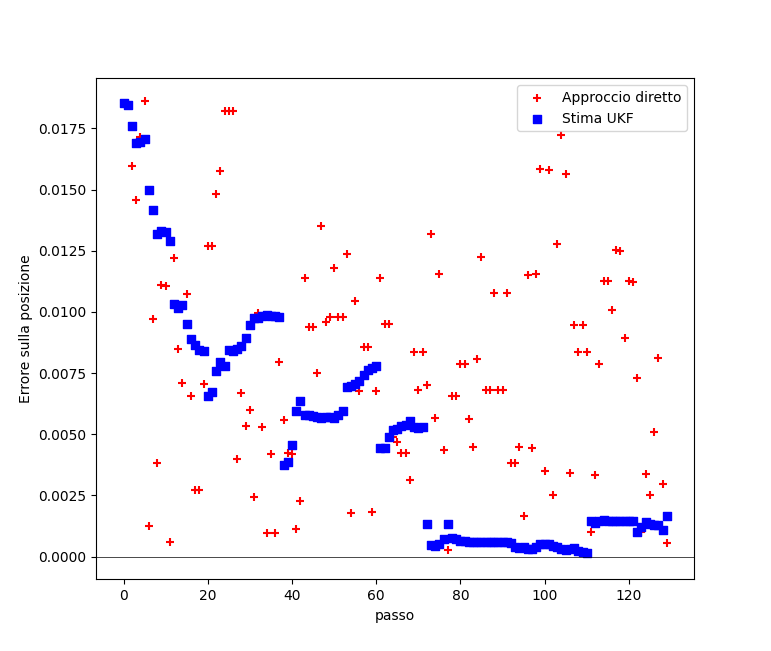 Approccio diretto
Stima UKF
0.0175
0.0150
0.0125
0.0100
0.0075
0.0050
0.0025
0.0000
Errore sulla posizione
0 20 40 60 80 100 120
passo